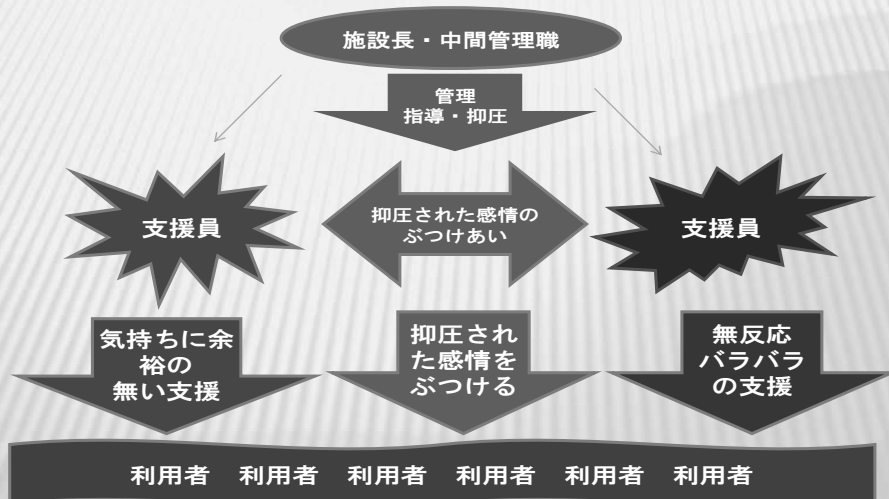 施設長・中間管理職
管理
指導・抑圧
支援員
抑圧された感情の
ぶつけあい
支援員
気持ちに余
裕の
無い支援
抑圧され
た感情を
ぶつける
無反応
バラバラ
の支援
利用者　利用者　利用者　利用者　利用者　利用者